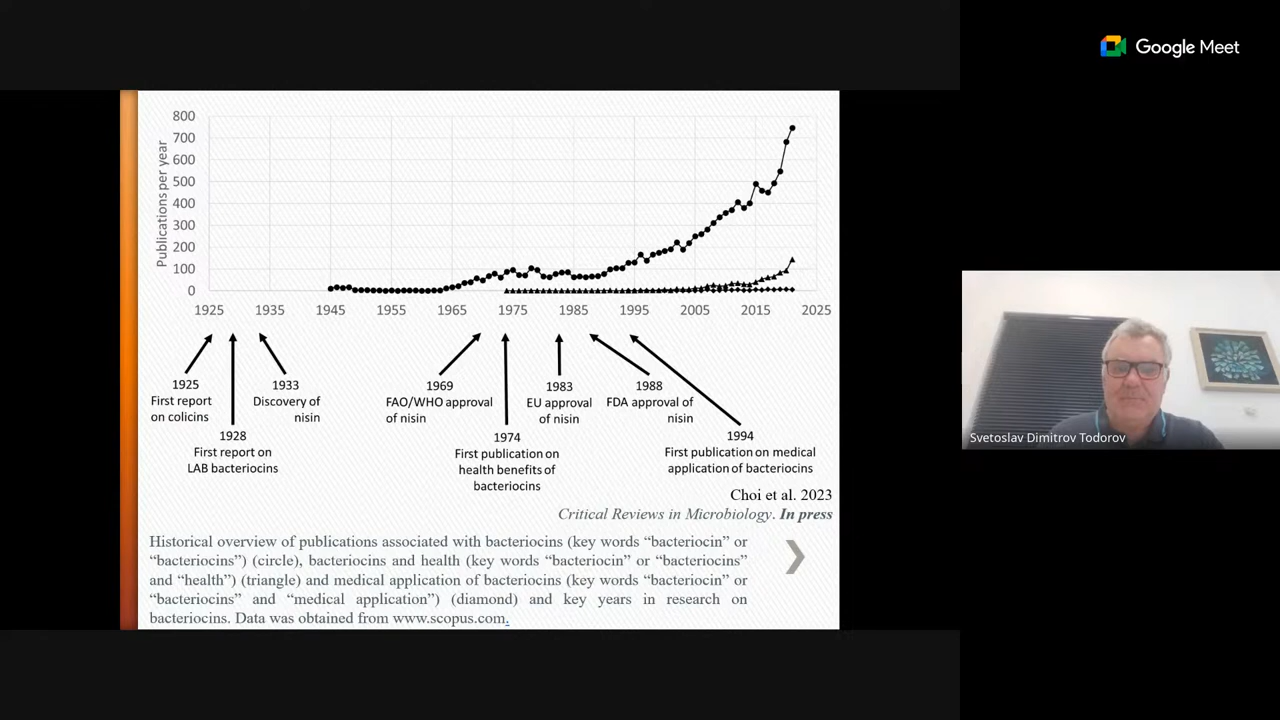 Google Meet
800
700
600
500
400
300
200
100
0
Publications per year
1925 1935 1945 1955 1965 1975 1985 1995 2005 2015 2025
1925
First report
on colicins
1928
First report on
LAB bacteriocins
1933
Discovery of
nisin
1969
FAO/WHO approval
of nisin
1974
First publication on
health benefits of
bacteriocins
1983
EU approval
of nisin
1988
FDA approval of
nisin
1994
First publication on medical
application of bacteriocins
Choi et al. 2023
Critical Reviews in Microbiology. In press
Historical overview of publications associated with bacteriocins (key words “bacteriocin” or
“bacteriocins”) (circle), bacteriocins and health (key words “bacteriocin” or “bacteriocins”
and “health”) (triangle) and medical application of bacteriocins (key words “bacteriocin” or
“bacteriocins” and “medical application”) (diamond) and key years in research on
bacteriocins. Data was obtained from www.scopus.com.
Svetoslav Dimitrov Todorov